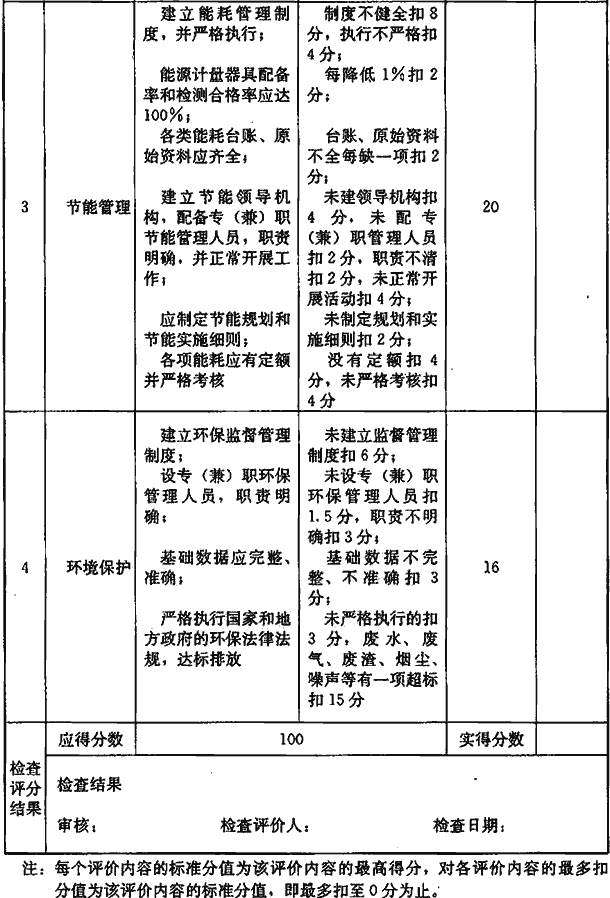 建立能耗管理制
度，并严格执行；
制度不健全扣8
分，执行不严格扣
4分；
能源计量器具配备
率和检测合格率应达
100%；
每降低1%扣2
分；
各类能耗台账、原
始资料应齐全；
台账、原始资料
不全每缺一项扣2
分；
3
节能管理
建立节能领导机
构，配备专（兼）职
节能管理人员，职责
明确，并正常开展工
作；
未建领导机构扣
4分，未配专
（兼）职管理人员
扣2分，职责不清
扣2分，未正常开
展活动扣4分；
20
应制定节能规划和
节能实施细则；
未制定规划和实
施细则扣2分；
各项能耗应有定额
并严格考核
没有定额扣4
分，未严格考核扣
4分
4
环境保护
建立环保监督管理
制度；
未建立监督管理
制度扣6分；
设专（兼）职环保
管理人员，职责明
确；
未设专（兼）职
环保管理人员扣
1.5分，职责不明
确扣3分；
基础数据应完整、
准确；
基础数据不完
整、不准确扣3
分；
16
严格执行国家和地
方政府的环保法律法
规，达标排放
未严格执行的扣
3分，废水、废
气、废渣、烟尘、
噪声等有一项超标
扣15分
检查
评分
结果
应得分数
100
实得分数
检查结果
审核：
检查评价人：
检查日期：
注：每个评价内容的标准分值为该评价内容的最高得分，对各评价内容的最多扣
分值为该评价内容的标准分值，即最多扣至0分为止。